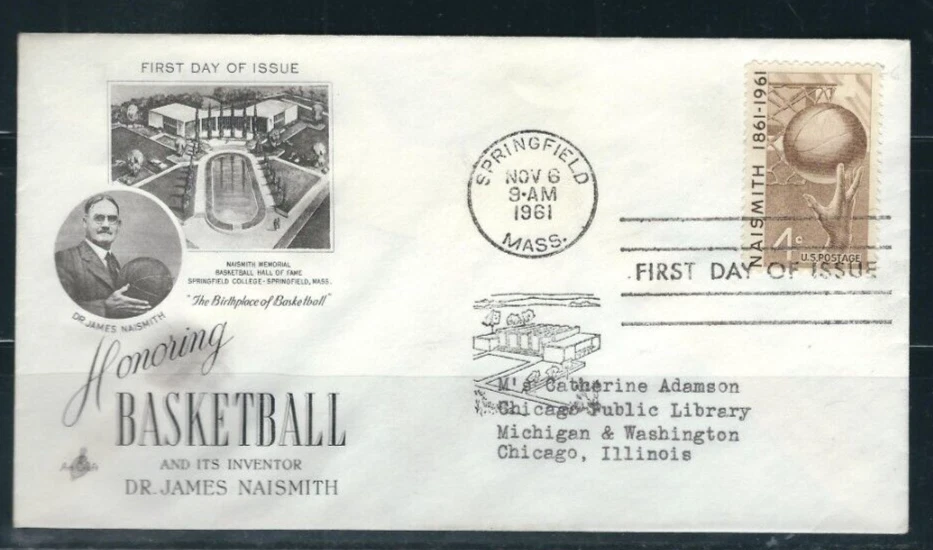 FIRST DAY OF ISSUE
NAISMITH MEMORIAL
BASKETBALL HALL OF FAME
SPRINGFIELD COLLEGE-SPRINGFIELD, MASS.
"The Birthplace of Basketball"
DR. JAMES NAISMITH
Honoring
BASKETBALL
AND ITS INVENTOR
DR. JAMES NAISMITH
ArtCraft
SPRINGFIELD
NOV 6
9-AM
1961
MASS.
NAISMITH 1861-1961
4¢
U.S. POSTAGE
FIRST DAY OF ISSUE
M's Catherine Adamson
Chicago Public Library
Michigan & Washington
Chicago, Illinois